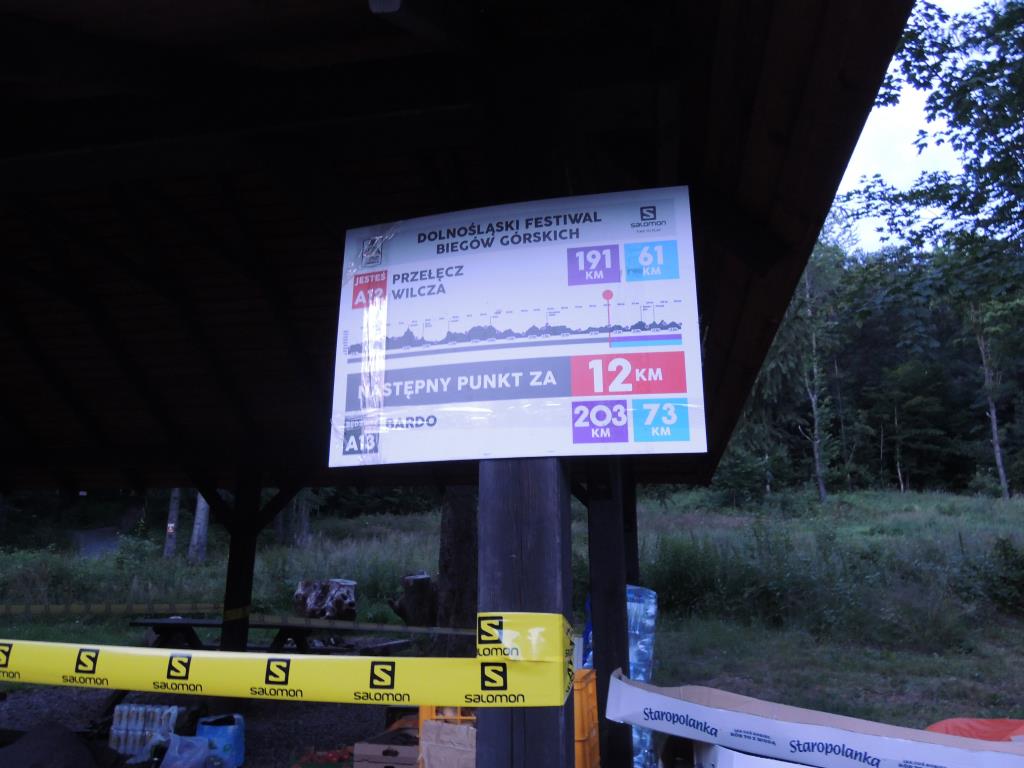 DOLNOŚLĄSKI FESTIWAL
BIEGÓW GÓRSKICH
SALOMON
JESTEŚ
A12
PRZEŁĘCZ
WILCZA
191
KM
61
KM
NASTĘPNY PUNKT ZA
12 KM
A13
BARDO
203
KM
73
KM
SALOMON
SALOMON
SALOMON
SALOMON
SALOMON
SALOMON
SALOMON
Staropolanka
Staropolanka